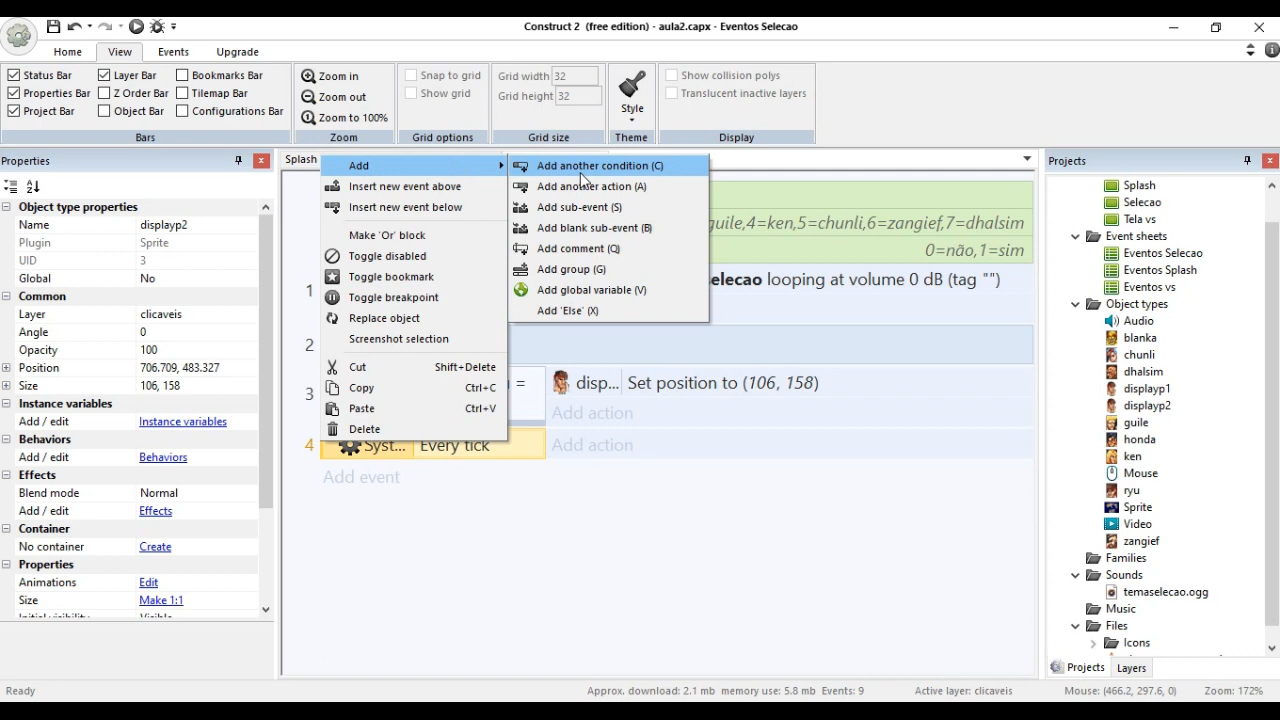 Construct 2 (free edition) - aula2.capx - Eventos Selecao
Home View Events Upgrade
Status Bar Layer Bar Bookmarks Bar
Properties Bar Z Order Bar Tilemap Bar
Project Bar Object Bar Configurations Bar
Bars
Zoom in
Zoom out
Zoom to 100%
Zoom
Snap to grid
Show grid
Grid options
Grid width 32
Grid height 32
Grid size
Style
Theme
Show collision polys
Translucent inactive layers
Display
Properties
Object type properties
Name displayp2
Plugin Sprite
UID 3
Global No
Common
Layer clicaveis
Angle 0
Opacity 100
Position 706.709, 483.327
Size 106, 158
Instance variables
Add / edit Instance variables
Behaviors
Add / edit Behaviors
Effects
Blend mode Normal
Add / edit Effects
Container
No container Create
Properties
Animations Edit
Size Make 1:1
Initial visibility Visible
Splash
Add
Insert new event above
Insert new event below
Make 'Or' block
Toggle disabled
Toggle bookmark
Toggle breakpoint
Replace object
Screenshot selection
Cut Shift+Delete
Copy Ctrl+C
Paste Ctrl+V
Delete
Add another condition (C)
Add another action (A)
Add sub-event (S)
Add blank sub-event (B)
Add comment (Q)
Add group (G)
Add global variable (V)
Add 'Else' (X)
guile,4=ken,5=chunli,6=zangief,7=dhalsim
0=não,1=sim
1 selecao looping at volume 0 dB (tag "")
2
3 = disp... Set position to (106, 158)
Add action
4 Syst... Every tick Add action
Add event
Projects
Splash
Selecao
Tela vs
Event sheets
Eventos Selecao
Eventos Splash
Eventos vs
Object types
Audio
blanka
chunli
dhalsim
displayp1
displayp2
guile
honda
ken
Mouse
ryu
Sprite
Video
zangief
Families
Sounds
temaselecao.ogg
Music
Files
Icons
Projects Layers
Ready Approx. download: 2.1 mb memory use: 5.8 mb Events: 9 Active layer: clicaveis Mouse: (466.2, 297.6, 0) Zoom: 172%